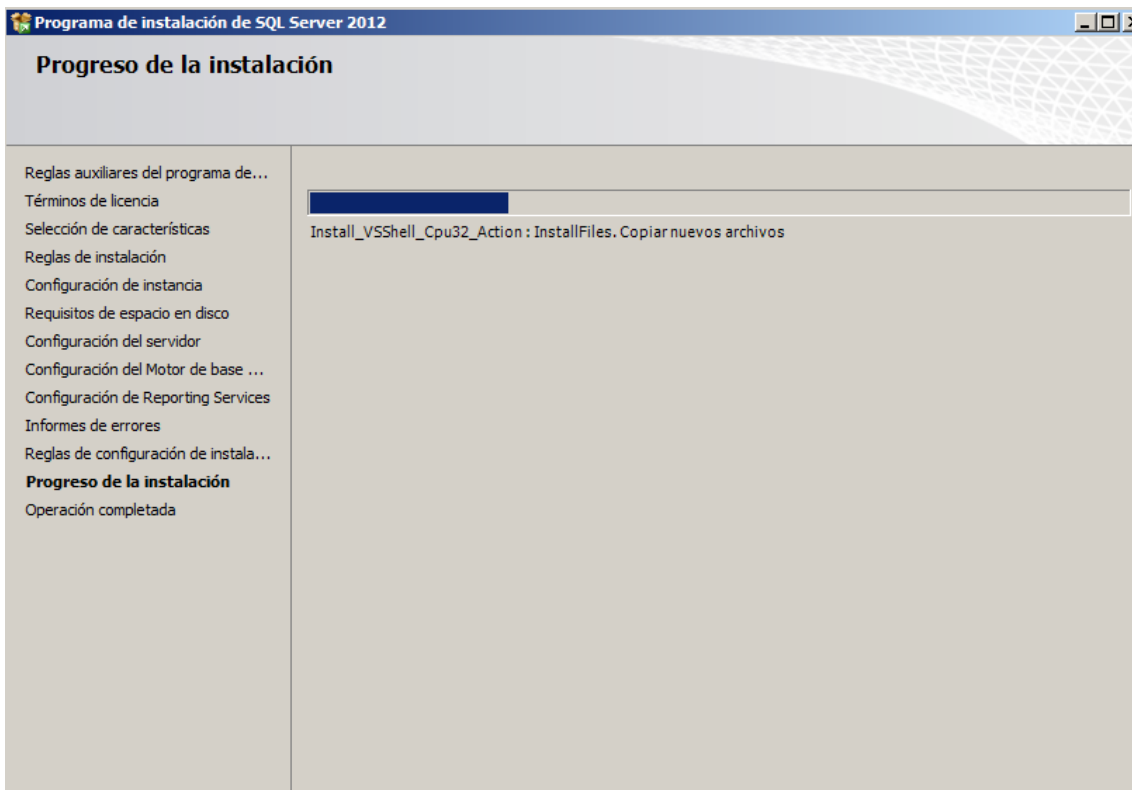 Programa de instalación de SQL Server 2012
Progreso de la instalación
Reglas auxiliares del programa de...
Términos de licencia
Selección de características
Reglas de instalación
Configuración de instancia
Requisitos de espacio en disco
Configuración del servidor
Configuración del Motor de base ...
Configuración de Reporting Services
Informes de errores
Reglas de configuración de instala...
Progreso de la instalación
Operación completada
Install_VSShell_Cpu32_Action : InstallFiles. Copiar nuevos archivos